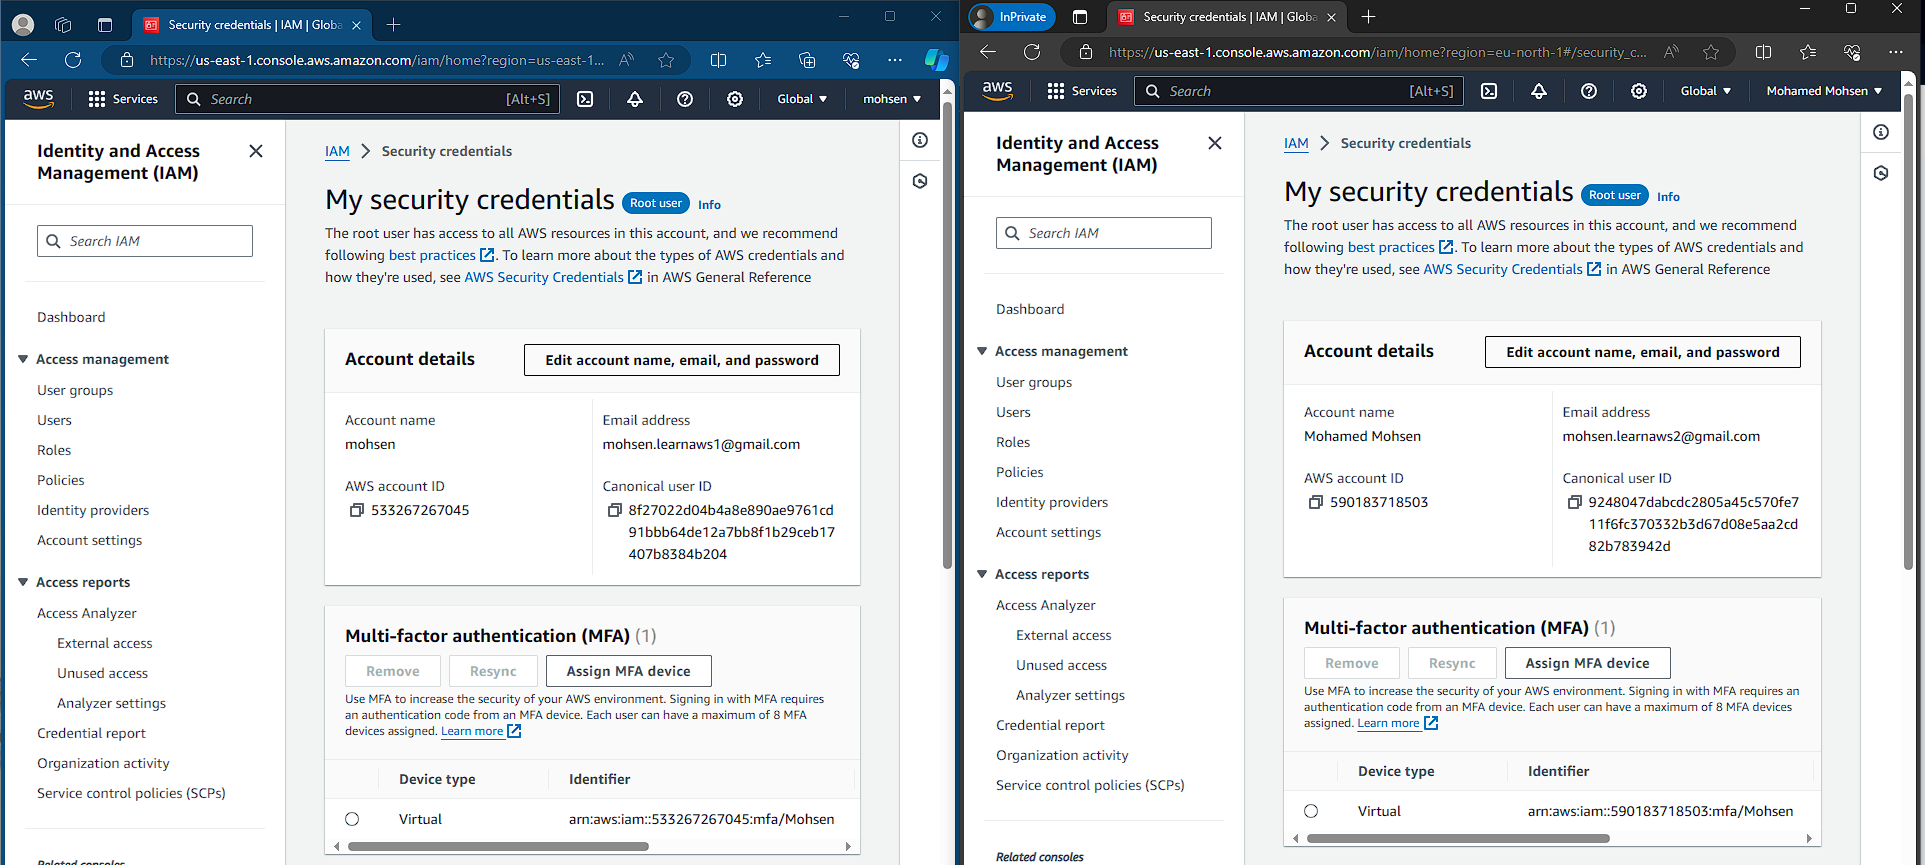 Security credentials | IAM | Globa
https://us-east-1.console.aws.amazon.com/iam/home?region=us-east-1...
aws
Services
Search
[Alt+S]
Global
mohsen
Identity and Access
Management (IAM)
Search IAM
Dashboard
Access management
User groups
Users
Roles
Policies
Identity providers
Account settings
Access reports
Access Analyzer
External access
Unused access
Analyzer settings
Credential report
Organization activity
Service control policies (SCPs)
Related consoles
IAM
Security credentials
My security credentials Root user Info
The root user has access to all AWS resources in this account, and we recommend
following best practices. To learn more about the types of AWS credentials and
how they're used, see AWS Security Credentials in AWS General Reference
Account details
Edit account name, email, and password
Account name
mohsen
Email address
mohsen.learnaws1@gmail.com
AWS account ID
533267267045
Canonical user ID
8f27022d04b4a8e890ae9761cd
91bbb64de12a7bb8f1b29ceb17
407b8384b204
Multi-factor authentication (MFA) (1)
Remove
Resync
Assign MFA device
Use MFA to increase the security of your AWS environment. Signing in with MFA requires
an authentication code from an MFA device. Each user can have a maximum of 8 MFA
devices assigned. Learn more
Device type
Identifier
Virtual
arn:aws:iam::533267267045:mfa/Mohsen
InPrivate
Security credentials | IAM | Globa
https://us-east-1.console.aws.amazon.com/iam/home?region=eu-north-1#/security_c...
aws
Services
Search
[Alt+S]
Global
Mohamed Mohsen
Identity and Access
Management (IAM)
Search IAM
Dashboard
Access management
User groups
Users
Roles
Policies
Identity providers
Account settings
Access reports
Access Analyzer
External access
Unused access
Analyzer settings
Credential report
Organization activity
Service control policies (SCPs)
Related consoles
IAM
Security credentials
My security credentials Root user Info
The root user has access to all AWS resources in this account, and we recommend
following best practices. To learn more about the types of AWS credentials and
how they're used, see AWS Security Credentials in AWS General Reference
Account details
Edit account name, email, and password
Account name
Mohamed Mohsen
Email address
mohsen.learnaws2@gmail.com
AWS account ID
590183718503
Canonical user ID
9248047dabcdc2805a45c570fe7
11f6fc370332b3d67d08e5aa2cd
82b783942d
Multi-factor authentication (MFA) (1)
Remove
Resync
Assign MFA device
Use MFA to increase the security of your AWS environment. Signing in with MFA requires an
authentication code from an MFA device. Each user can have a maximum of 8 MFA devices
assigned. Learn more
Device type
Identifier
Virtual
arn:aws:iam::590183718503:mfa/Mohsen